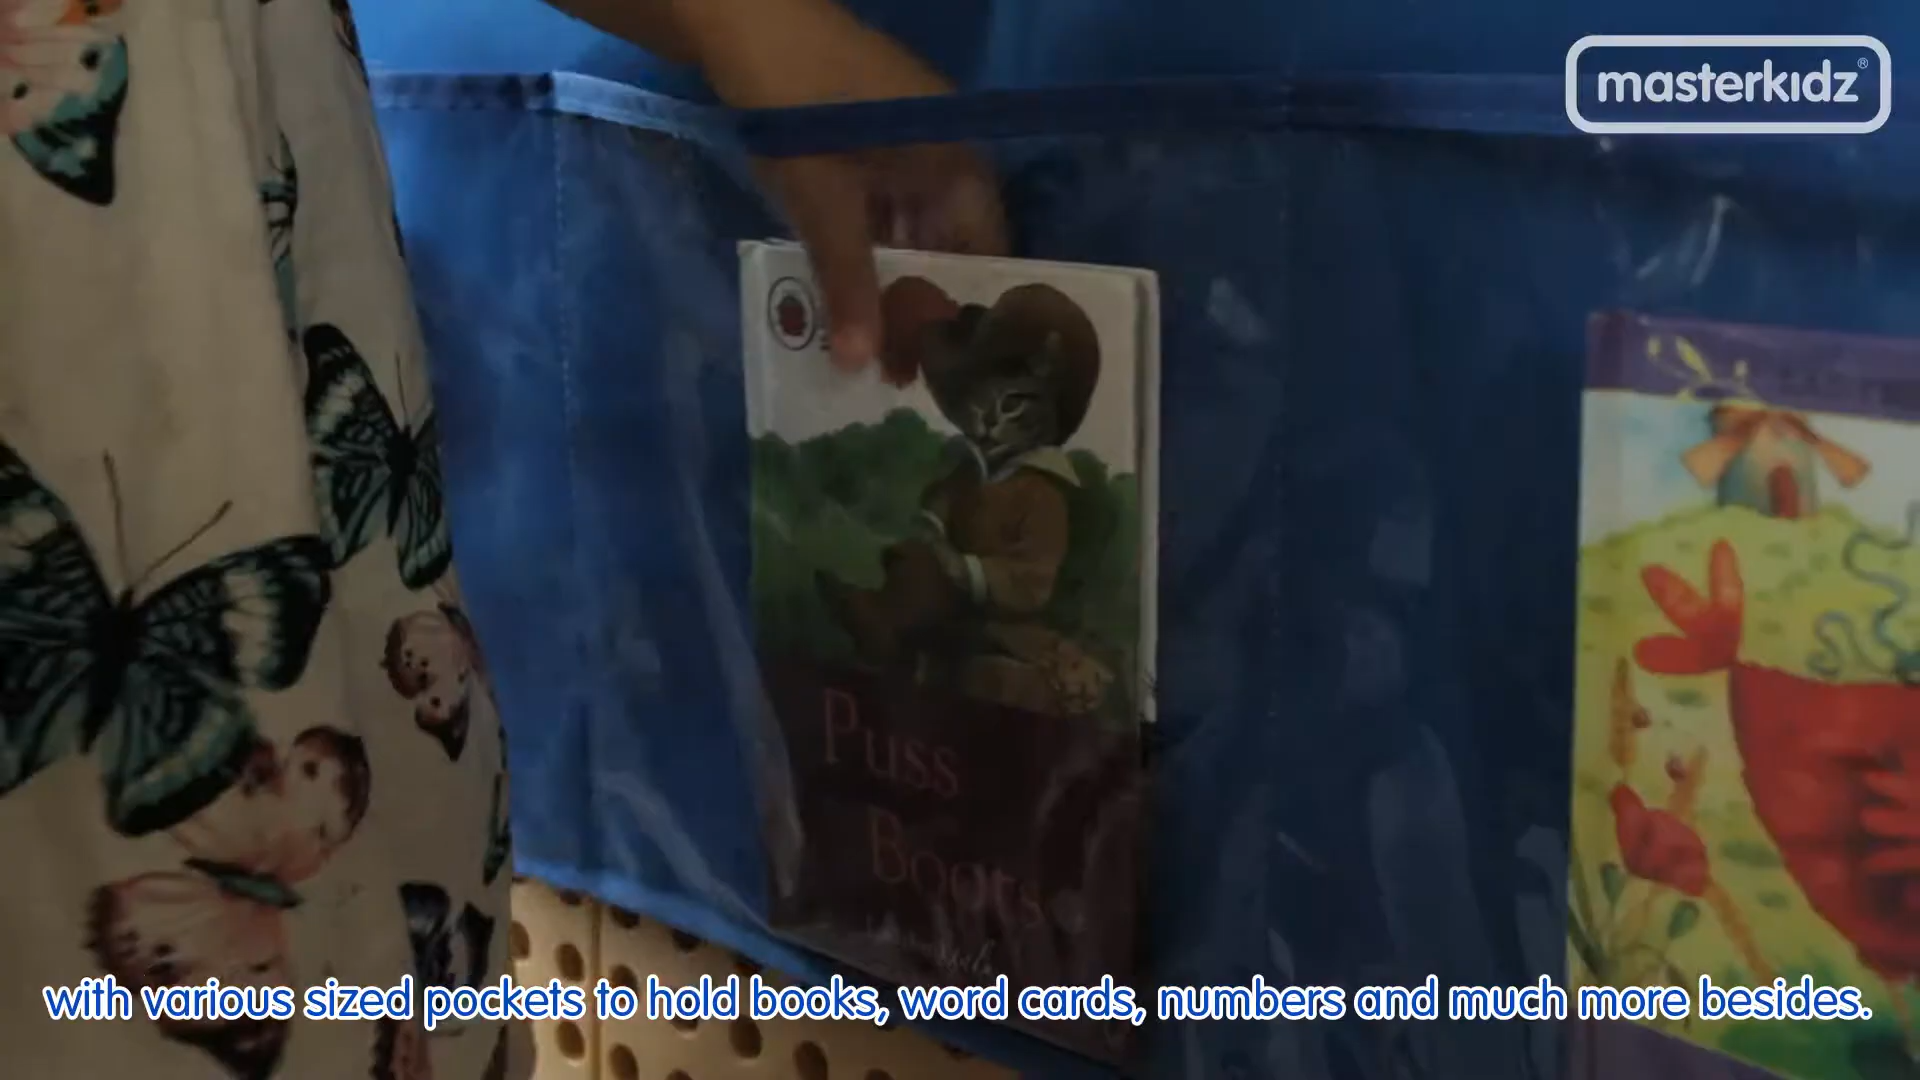 masterkidz®
Puss
Boots
with various sized pockets to hold books, word cards, numbers and much more besides.